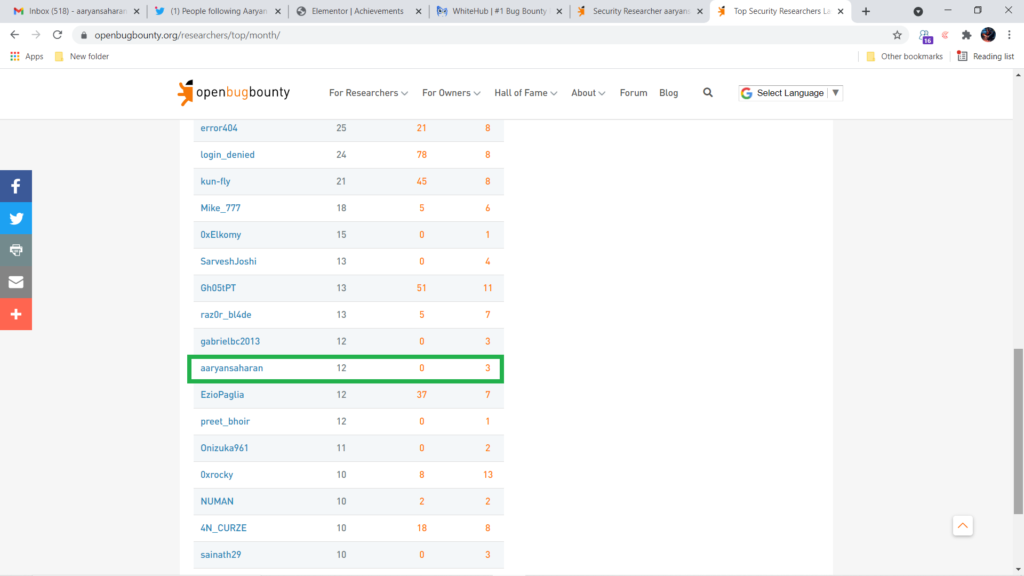 Inbox (518) - aaryansaharan
(1) People following Aaryan
Elementor | Achievements
WhiteHub | #1 Bug Bounty
Security Researcher aaryans
Top Security Researchers Le
openbugbounty.org/researchers/top/month/
16
Apps
New folder
Other bookmarks
Reading list
openbugbounty
For Researchers
For Owners
Hall of Fame
About
Forum
Blog
Select Language
error404 25 21 8
login_denied 24 78 8
kun-fly 21 45 8
Mike_777 18 5 6
0xElkomy 15 0 1
SarveshJoshi 13 0 4
Gh05tPT 13 51 11
raz0r_bl4de 13 5 7
gabrielbc2013 12 0 3
aaryansaharan 12 0 3
EzioPaglia 12 37 7
preet_bhoir 12 0 1
Onizuka961 11 0 2
0xrocky 10 8 13
NUMAN 10 2 2
4N_CURZE 10 18 8
sainath29 10 0 3